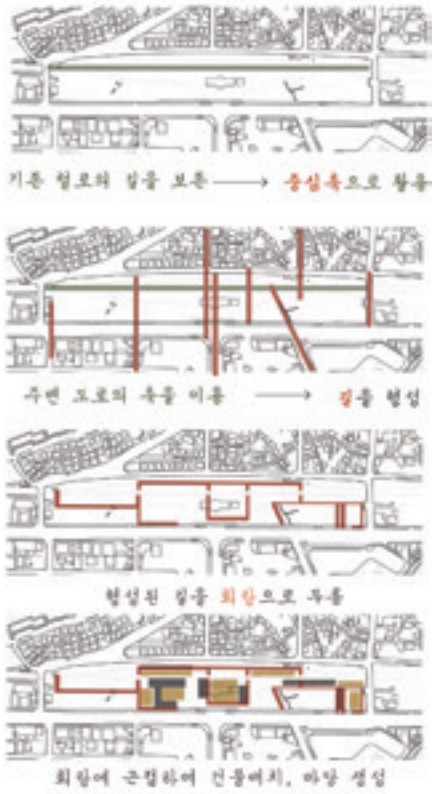 기존 철로의 길을 보존 → 중심축으로 활용
주변 도로의 축을 이용 → 길을 형성
형성된 길을 회랑으로 두름
회랑에 근접하여 건물배치, 마당 생성